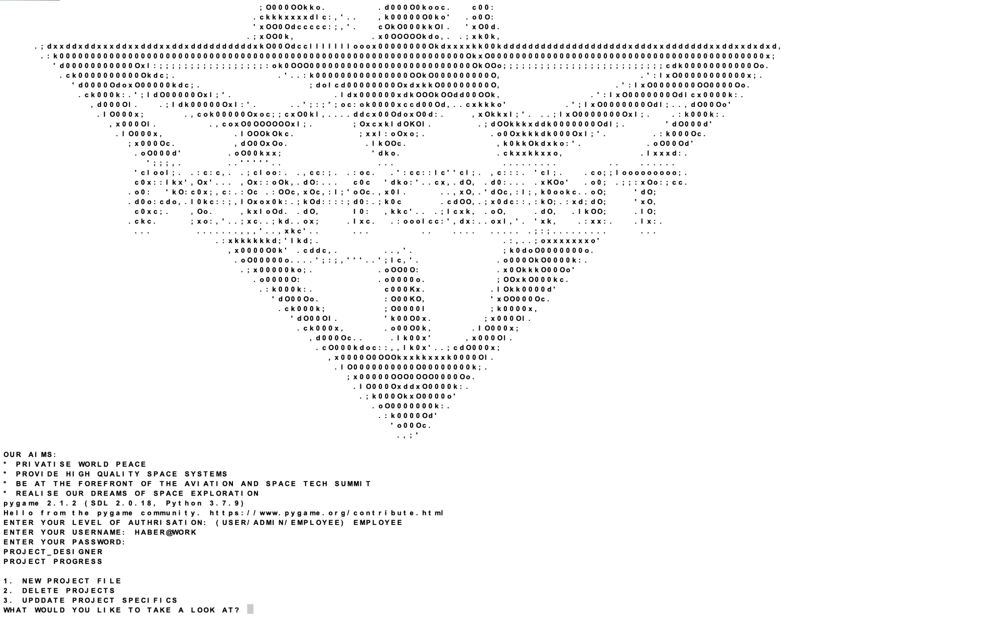 OUR AIMS:
* PRIVATISE WORLD PEACE
* PROVIDE HIGH QUALITY SPACE SYSTEMS
* BE AT THE FOREFRONT OF THE AVIATION AND SPACE TECH SUMMIT
* REALISE OUR DREAMS OF SPACE EXPLORATION
pygame 2.1.2 (SDL 2.0.18, Python 3.7.9)
Hello from the pygame community. https://www.pygame.org/contribute.html
ENTER YOUR LEVEL OF AUTHRISATION: (USER/ADMIN/EMPLOYEE) EMPLOYEE
ENTER YOUR USERNAME: HABER@WORK
ENTER YOUR PASSWORD:
PROJECT_DESIGNER
PROJECT PROGRESS
1. NEW PROJECT FILE
2. DELETE PROJECTS
3. UPDDATE PROJECT SPECIFICS
WHAT WOULD YOU LIKE TO TAKE A LOOK AT?